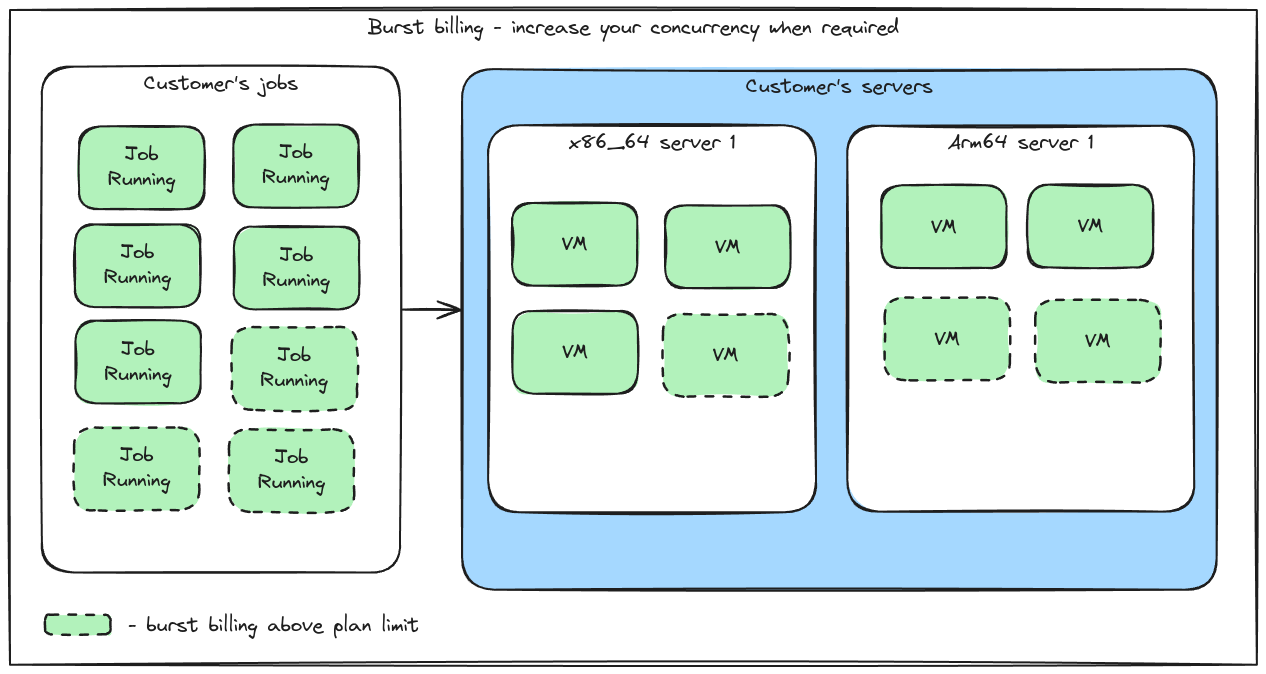 Burst billing - increase your concurrency when required
Customer's jobs
Job
Running
Job
Running
Job
Running
Job
Running
Job
Running
Job
Running
Job
Running
Job
Running
Customer's servers
x86_64 server 1
VM
VM
VM
VM
Arm64 server 1
VM
VM
VM
VM
- burst billing above plan limit